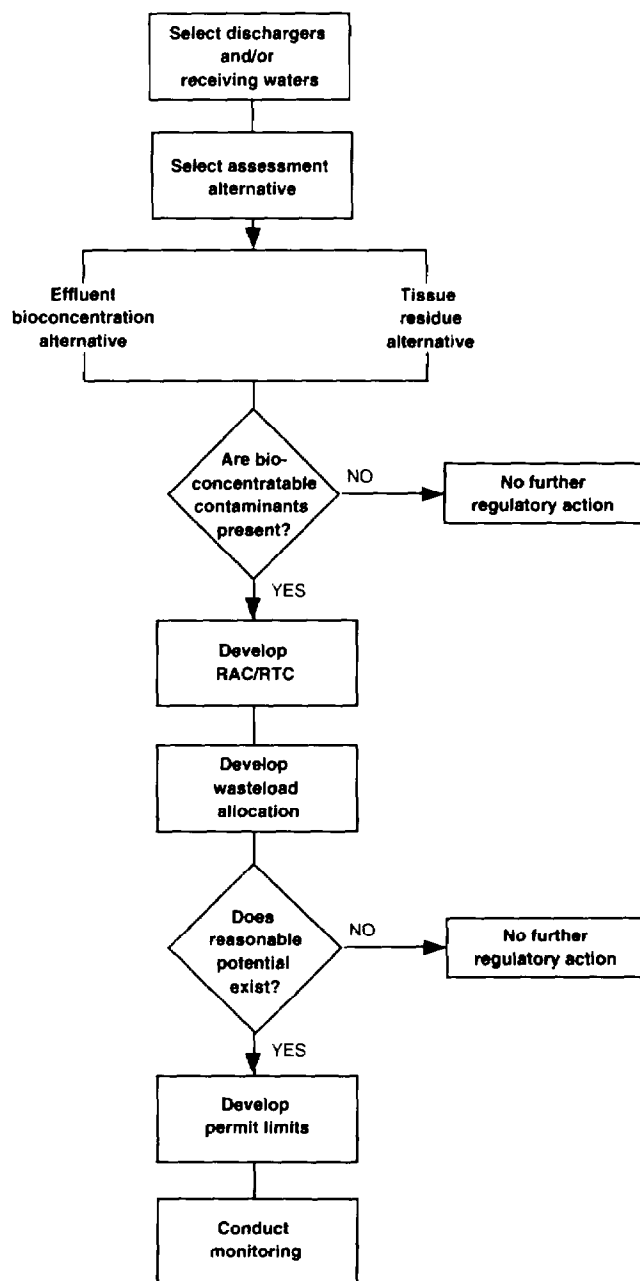 Select dischargers
and/or
receiving waters
Select assessment
alternative
Effluent
bioconcentration
alternative
Tissue
residue
alternative
Are bio-
concentratable
contaminants
present?
NO
No further
regulatory action
YES
Develop
RAC/RTC
Develop
wasteload
allocation
Does
reasonable
potential
exist?
NO
No further
regulatory action
YES
Develop
permit limits
Conduct
monitoring